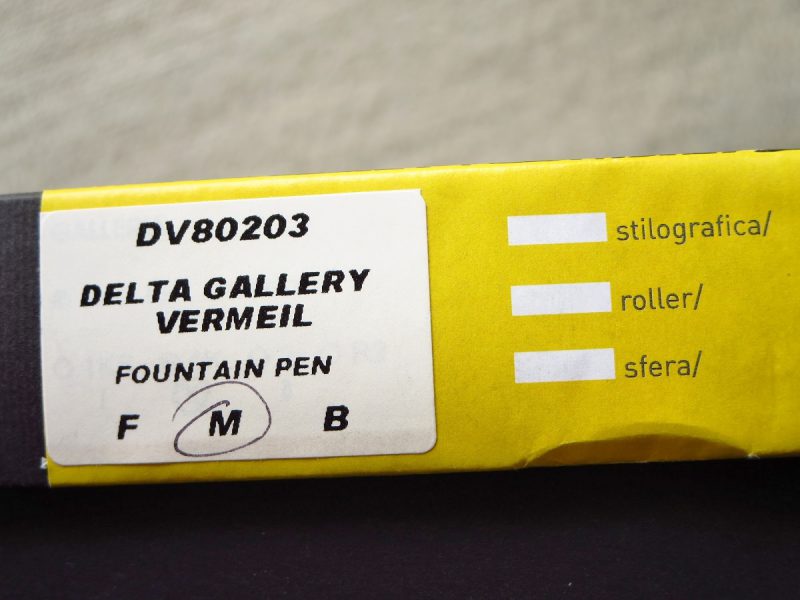 DV80203
DELTA GALLERY
VERMEIL
FOUNTAIN PEN
F M B
stilografica/
roller/
sfera/